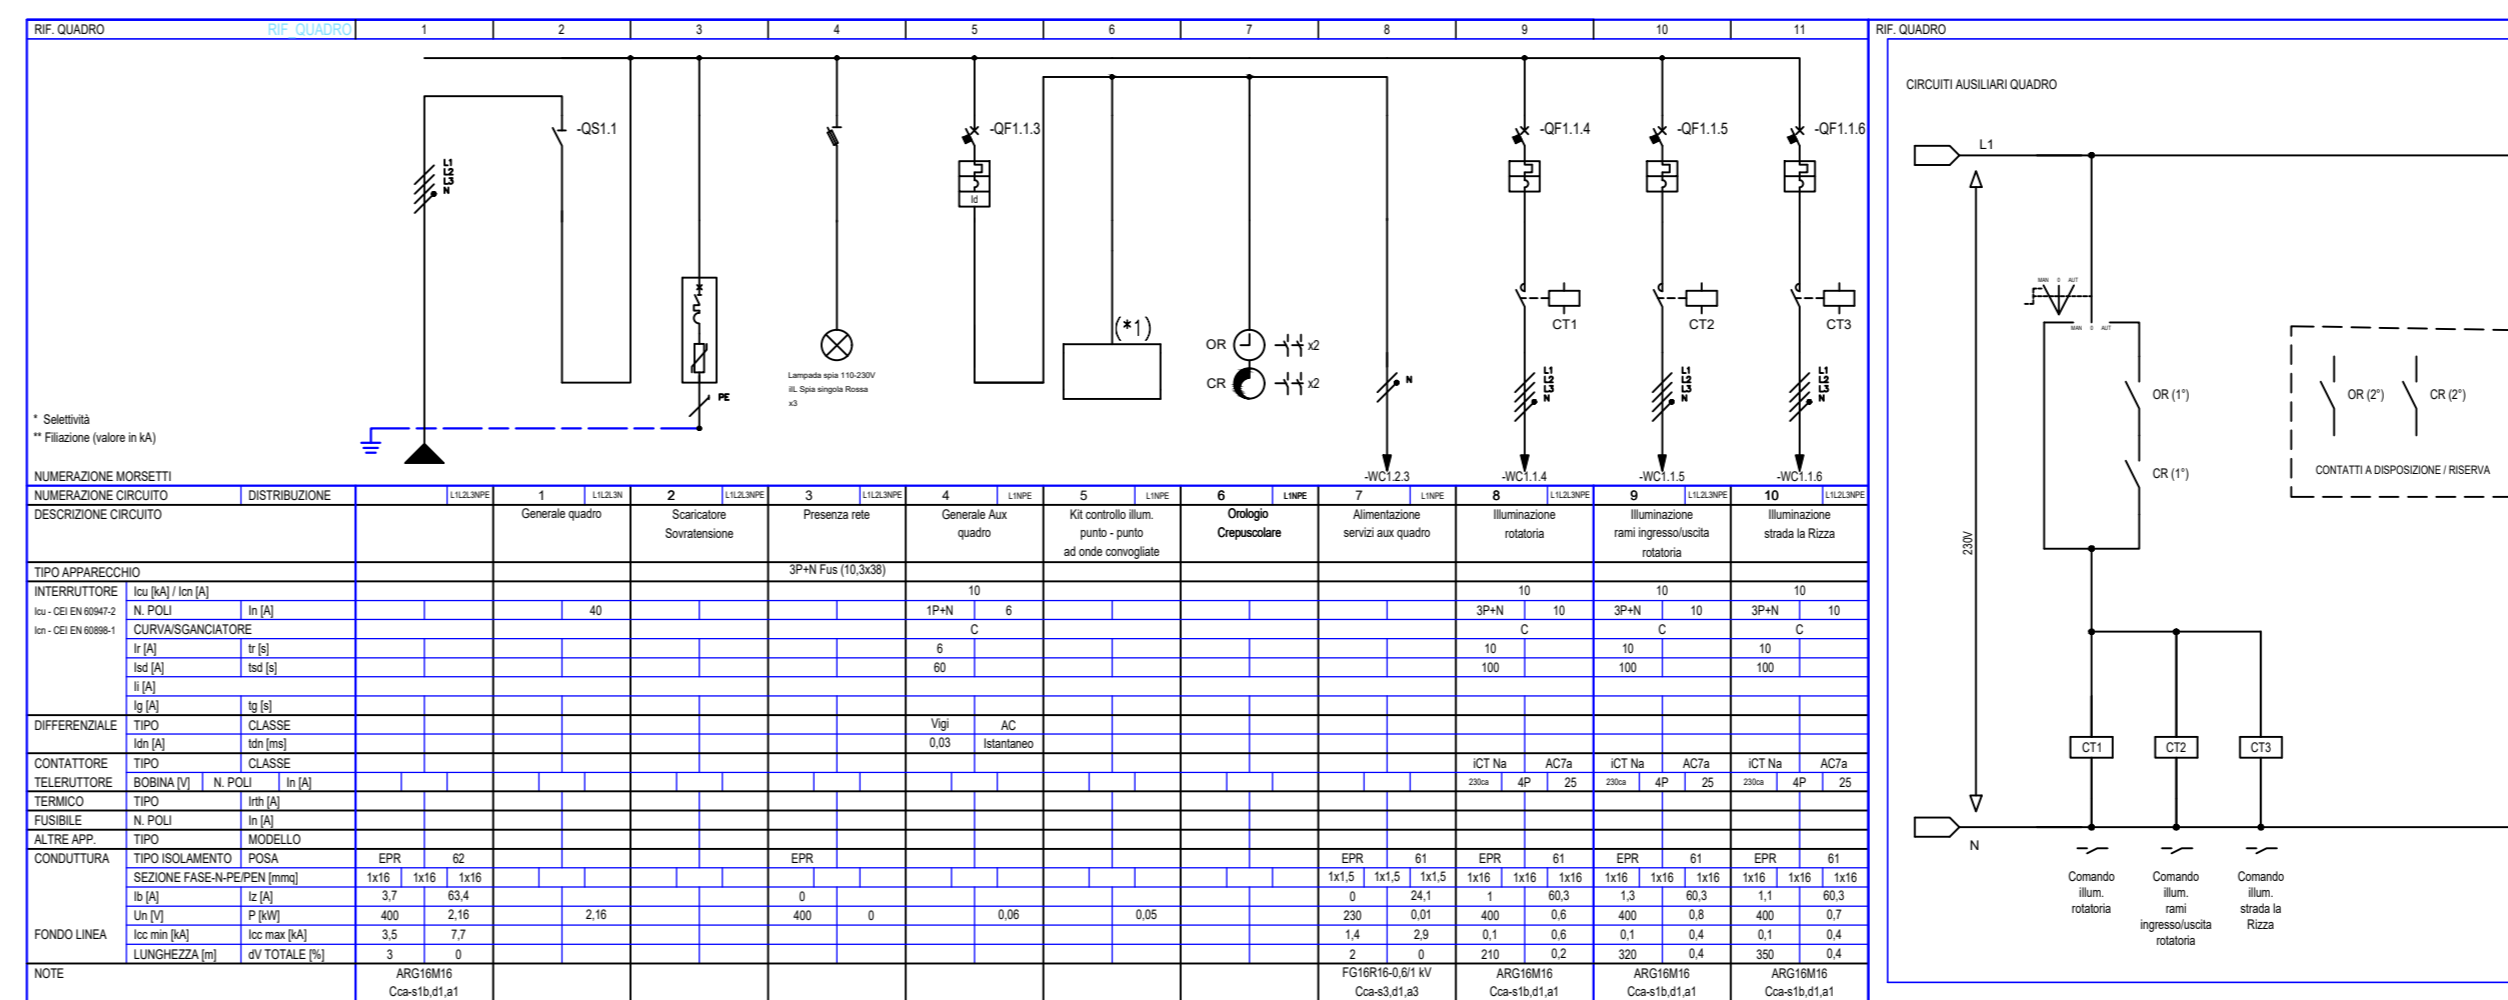 RIF. QUADRO RIF. QUADRO 1 2 3 4 5 6 7 8 9 10 11
-QS1.1 -QF1.1.3 -QF1.1.4 -QF1.1.5 -QF1.1.6
L1
L2
L3
N
Id
CT1 CT2 CT3
(*1)
OR x2
CR x2
Lampada spia 110-230V
iIL Spia singola Rossa
x3
PE
N
L1
L2
L3
N
L1
L2
L3
N
L1
L2
L3
N
* Selettività
** Filiazione (valore in kA)
-WC1.2.3 -WC1.1.4 -WC1.1.5 -WC1.1.6
NUMERAZIONE MORSETTI
NUMERAZIONE CIRCUITO DISTRIBUZIONE L1L2L3NPE 1 L1L2L3N 2 L1L2L3NPE 3 L1L2L3NPE 4 L1NPE 5 L1NPE 6 L1NPE 7 L1NPE 8 L1L2L3NPE 9 L1L2L3NPE 10 L1L2L3NPE
DESCRIZIONE CIRCUITO Generale quadro Scaricatore Presenza rete Generale Aux Kit controllo illum. Orologio Alimentazione Illuminazione Illuminazione Illuminazione
Sovratensione quadro punto - punto Crepuscolare servizi aux quadro rotatoria rami ingresso/uscita strada la Rizza
ad onde convogliate rotatoria
TIPO APPARECCHIO 3P+N Fus (10,3x38)
INTERRUTTORE Icu [kA] / Icn [A] 10 10 10 10
Icu - CEI EN 60947-2 N. POLI In [A] 40 1P+N 6 3P+N 10 3P+N 10 3P+N 10
Icn - CEI EN 60898-1 CURVA/SGANCIATORE C C C C
Ir [A] tr [s] 6 10 10 10
Isd [A] tsd [s] 60 100 100 100
Ii [A]
Ig [A] tg [s]
DIFFERENZIALE TIPO CLASSE Vigi AC
Idn [A] tdn [ms] 0,03 Istantaneo
CONTATTORE TIPO CLASSE iCT Na AC7a iCT Na AC7a iCT Na AC7a
TELERUTTORE BOBINA [V] N. POLI In [A] 230ca 4P 25 230ca 4P 25 230ca 4P 25
TERMICO TIPO Irth [A]
FUSIBILE N. POLI In [A]
ALTRE APP. TIPO MODELLO
CONDUTTURA TIPO ISOLAMENTO POSA EPR 62 EPR EPR 61 EPR 61 EPR 61 EPR 61
SEZIONE FASE-N-PE/PEN [mmq] 1x16 1x16 1x16 1x1,5 1x1,5 1x1,5 1x16 1x16 1x16 1x16 1x16 1x16 1x16 1x16 1x16
Ib [A] Iz [A] 3,7 63,4 0 0 24,1 1 60,3 1,3 60,3 1,1 60,3
Un [V] P [kW] 400 2,16 2,16 400 0 0,06 0,05 230 0,01 400 0,6 400 0,8 400 0,7
FONDO LINEA Icc min [kA] Icc max [kA] 3,5 7,7 1,4 2,9 0,1 0,6 0,1 0,4 0,1 0,4
LUNGHEZZA [m] dV TOTALE [%] 3 0 2 0 210 0,2 320 0,4 350 0,4
NOTE ARG16M16 FG16R16-0,6/1 kV ARG16M16 ARG16M16 ARG16M16
Cca-s1b,d1,a1 Cca-s3,d1,a3 Cca-s1b,d1,a1 Cca-s1b,d1,a1 Cca-s1b,d1,a1
RIF. QUADRO
CIRCUITI AUSILIARI QUADRO
L1
MAN 0 AUT
MAN 0 AUT
OR (1°) OR (2°) CR (2°)
CR (1°) CONTATTI A DISPOSIZIONE / RISERVA
230V
CT1 CT2 CT3
N
Comando Comando Comando
illum. illum. illum.
rotatoria rami strada la
ingresso/uscita Rizza
rotatoria